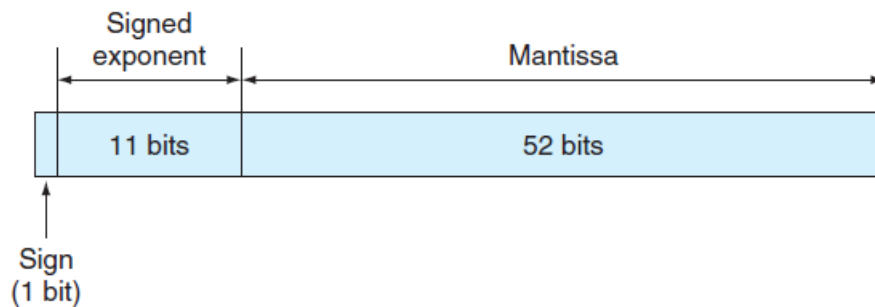 Signed
exponent
Mantissa
11 bits
52 bits
Sign
(1 bit)